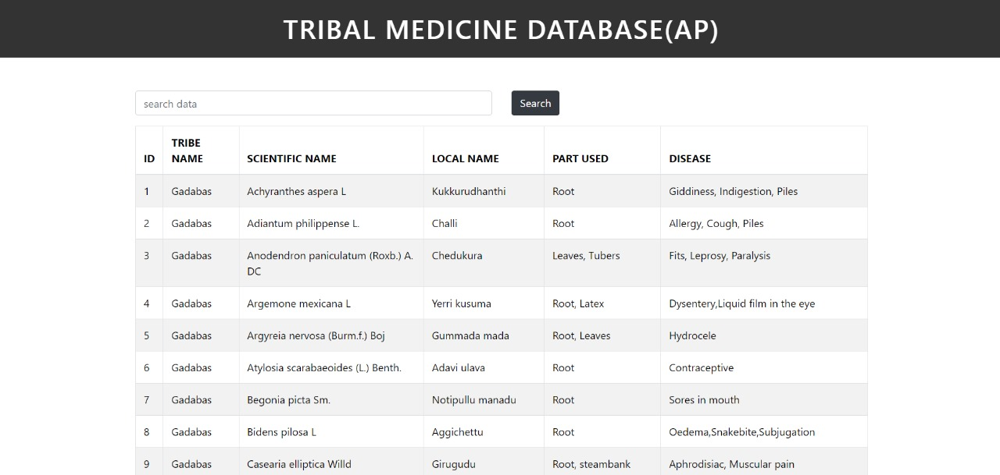 TRIBAL MEDICINE DATABASE(AP)
search data Search
ID TRIBE NAME SCIENTIFIC NAME LOCAL NAME PART USED DISEASE
1 Gadabas Achyranthes aspera L Kukkurudhanthi Root Giddiness, Indigestion, Piles
2 Gadabas Adiantum philippense L. Challi Root Allergy, Cough, Piles
3 Gadabas Anodendron paniculatum (Roxb.) A. DC Chedukura Leaves, Tubers Fits, Leprosy, Paralysis
4 Gadabas Argemone mexicana L Yerri kusuma Root, Latex Dysentery,Liquid film in the eye
5 Gadabas Argyreia nervosa (Burm.f.) Boj Gummada mada Root, Leaves Hydrocele
6 Gadabas Atylosia scarabaeoides (L.) Benth. Adavi ulava Root Contraceptive
7 Gadabas Begonia picta Sm. Notipullu manadu Root Sores in mouth
8 Gadabas Bidens pilosa L Aggichettu Root Oedema,Snakebite,Subjugation
9 Gadabas Casearia elliptica Willd Girugudu Root, steambank Aphrodisiac, Muscular pain